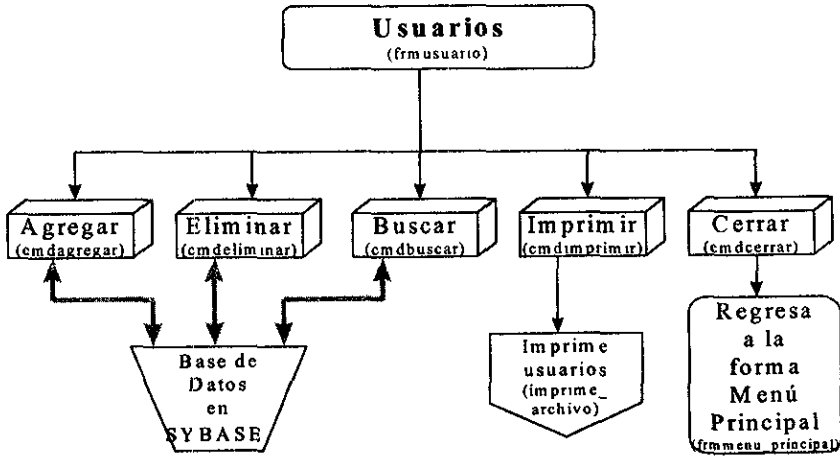 Usuarios
(frmusuario)
Agregar
(cmdagregar)
Eliminar
(cmdeliminar)
Buscar
(cmdbuscar)
Imprimir
(cmdimprimir)
Cerrar
(cmdcerrar)
Base de
Datos
en
SYBASE
Imprime
usuarios
(imprime_
archivo)
Regresa
a la
forma
Menú
Principal
(frmmenu_principal)